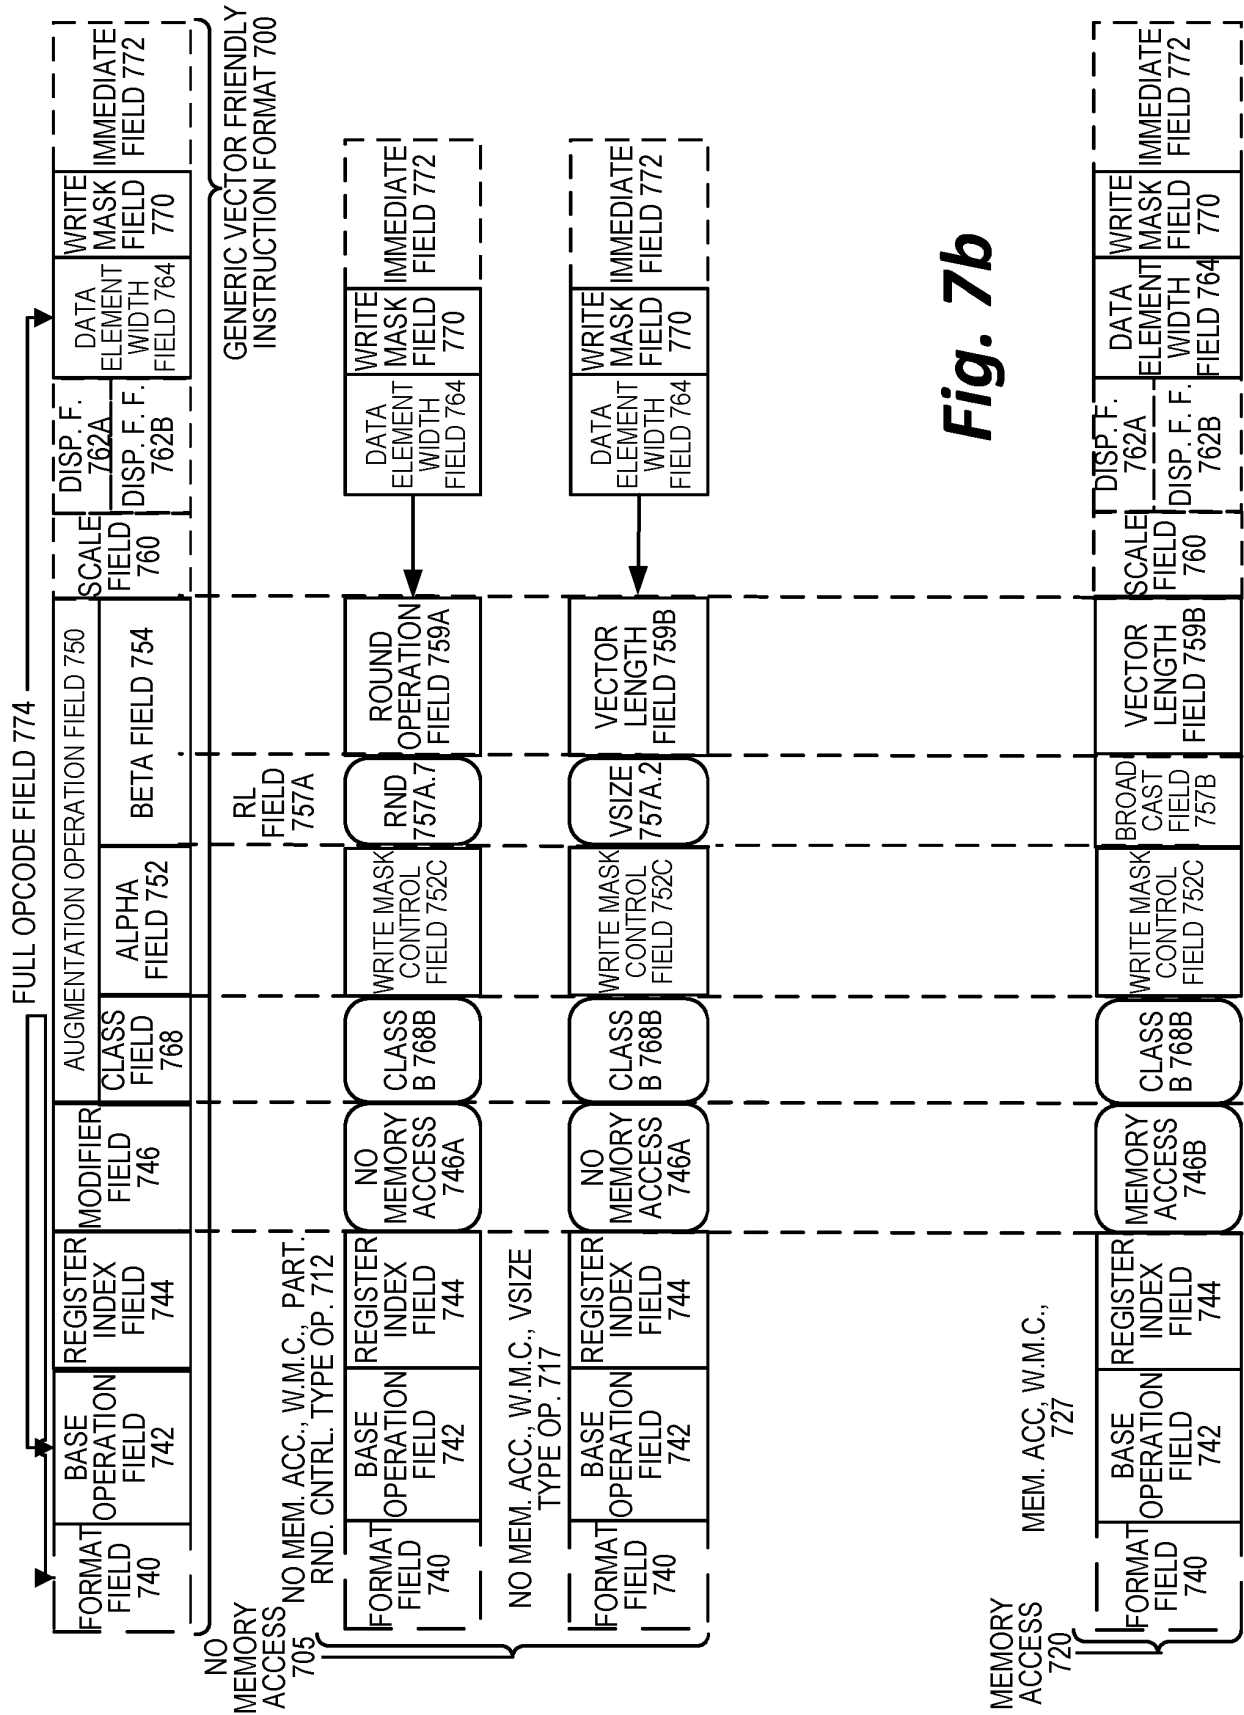 FULL OPCODE FIELD 774
FORMAT
FIELD
740
BASE
OPERATION
FIELD
742
REGISTER
INDEX
FIELD
744
MODIFIER
FIELD
746
AUGMENTATION OPERATION FIELD 750
CLASS
FIELD
768
ALPHA
FIELD 752
BETA FIELD 754
SCALE
FIELD
760
DISP. F.
762A
DISP. F. F.
762B
DATA
ELEMENT
WIDTH
FIELD 764
WRITE
MASK
FIELD
770
IMMEDIATE
FIELD 772
GENERIC VECTOR FRIENDLY
INSTRUCTION FORMAT 700
NO
MEMORY
ACCESS
705
NO MEM. ACC., W.M.C., PART.
RND. CNTRL. TYPE OP. 712
RL
FIELD
757A
FORMAT
FIELD
740
BASE
OPERATION
FIELD
742
REGISTER
INDEX
FIELD
744
NO
MEMORY
ACCESS
746A
CLASS
B 768B
WRITE MASK
CONTROL
FIELD 752C
RND
757A.7
ROUND
OPERATION
FIELD 759A
DATA
ELEMENT
WIDTH
FIELD 764
WRITE
MASK
FIELD
770
IMMEDIATE
FIELD 772
NO MEM. ACC., W.M.C., VSIZE
TYPE OP. 717
FORMAT
FIELD
740
BASE
OPERATION
FIELD
742
REGISTER
INDEX
FIELD
744
NO
MEMORY
ACCESS
746A
CLASS
B 768B
WRITE MASK
CONTROL
FIELD 752C
VSIZE
757A.2
VECTOR
LENGTH
FIELD 759B
DATA
ELEMENT
WIDTH
FIELD 764
WRITE
MASK
FIELD
770
IMMEDIATE
FIELD 772
Fig. 7b
MEMORY
ACCESS
720
MEM. ACC, W.M.C.,
727
FORMAT
FIELD
740
BASE
OPERATION
FIELD
742
REGISTER
INDEX
FIELD
744
MEMORY
ACCESS
746B
CLASS
B 768B
WRITE MASK
CONTROL
FIELD 752C
BROAD
CAST
FIELD
757B
VECTOR
LENGTH
FIELD 759B
SCALE
FIELD
760
DISP. F.
762A
DISP. F. F.
762B
DATA
ELEMENT
WIDTH
FIELD 764
WRITE
MASK
FIELD
770
IMMEDIATE
FIELD 772